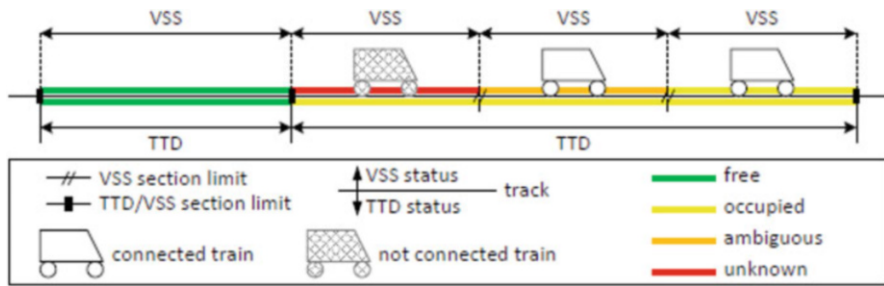 VSS VSS VSS VSS
TTD TTD
VSS section limit
TTD/VSS section limit
VSS status
track
TTD status
connected train
not connected train
free
occupied
ambiguous
unknown